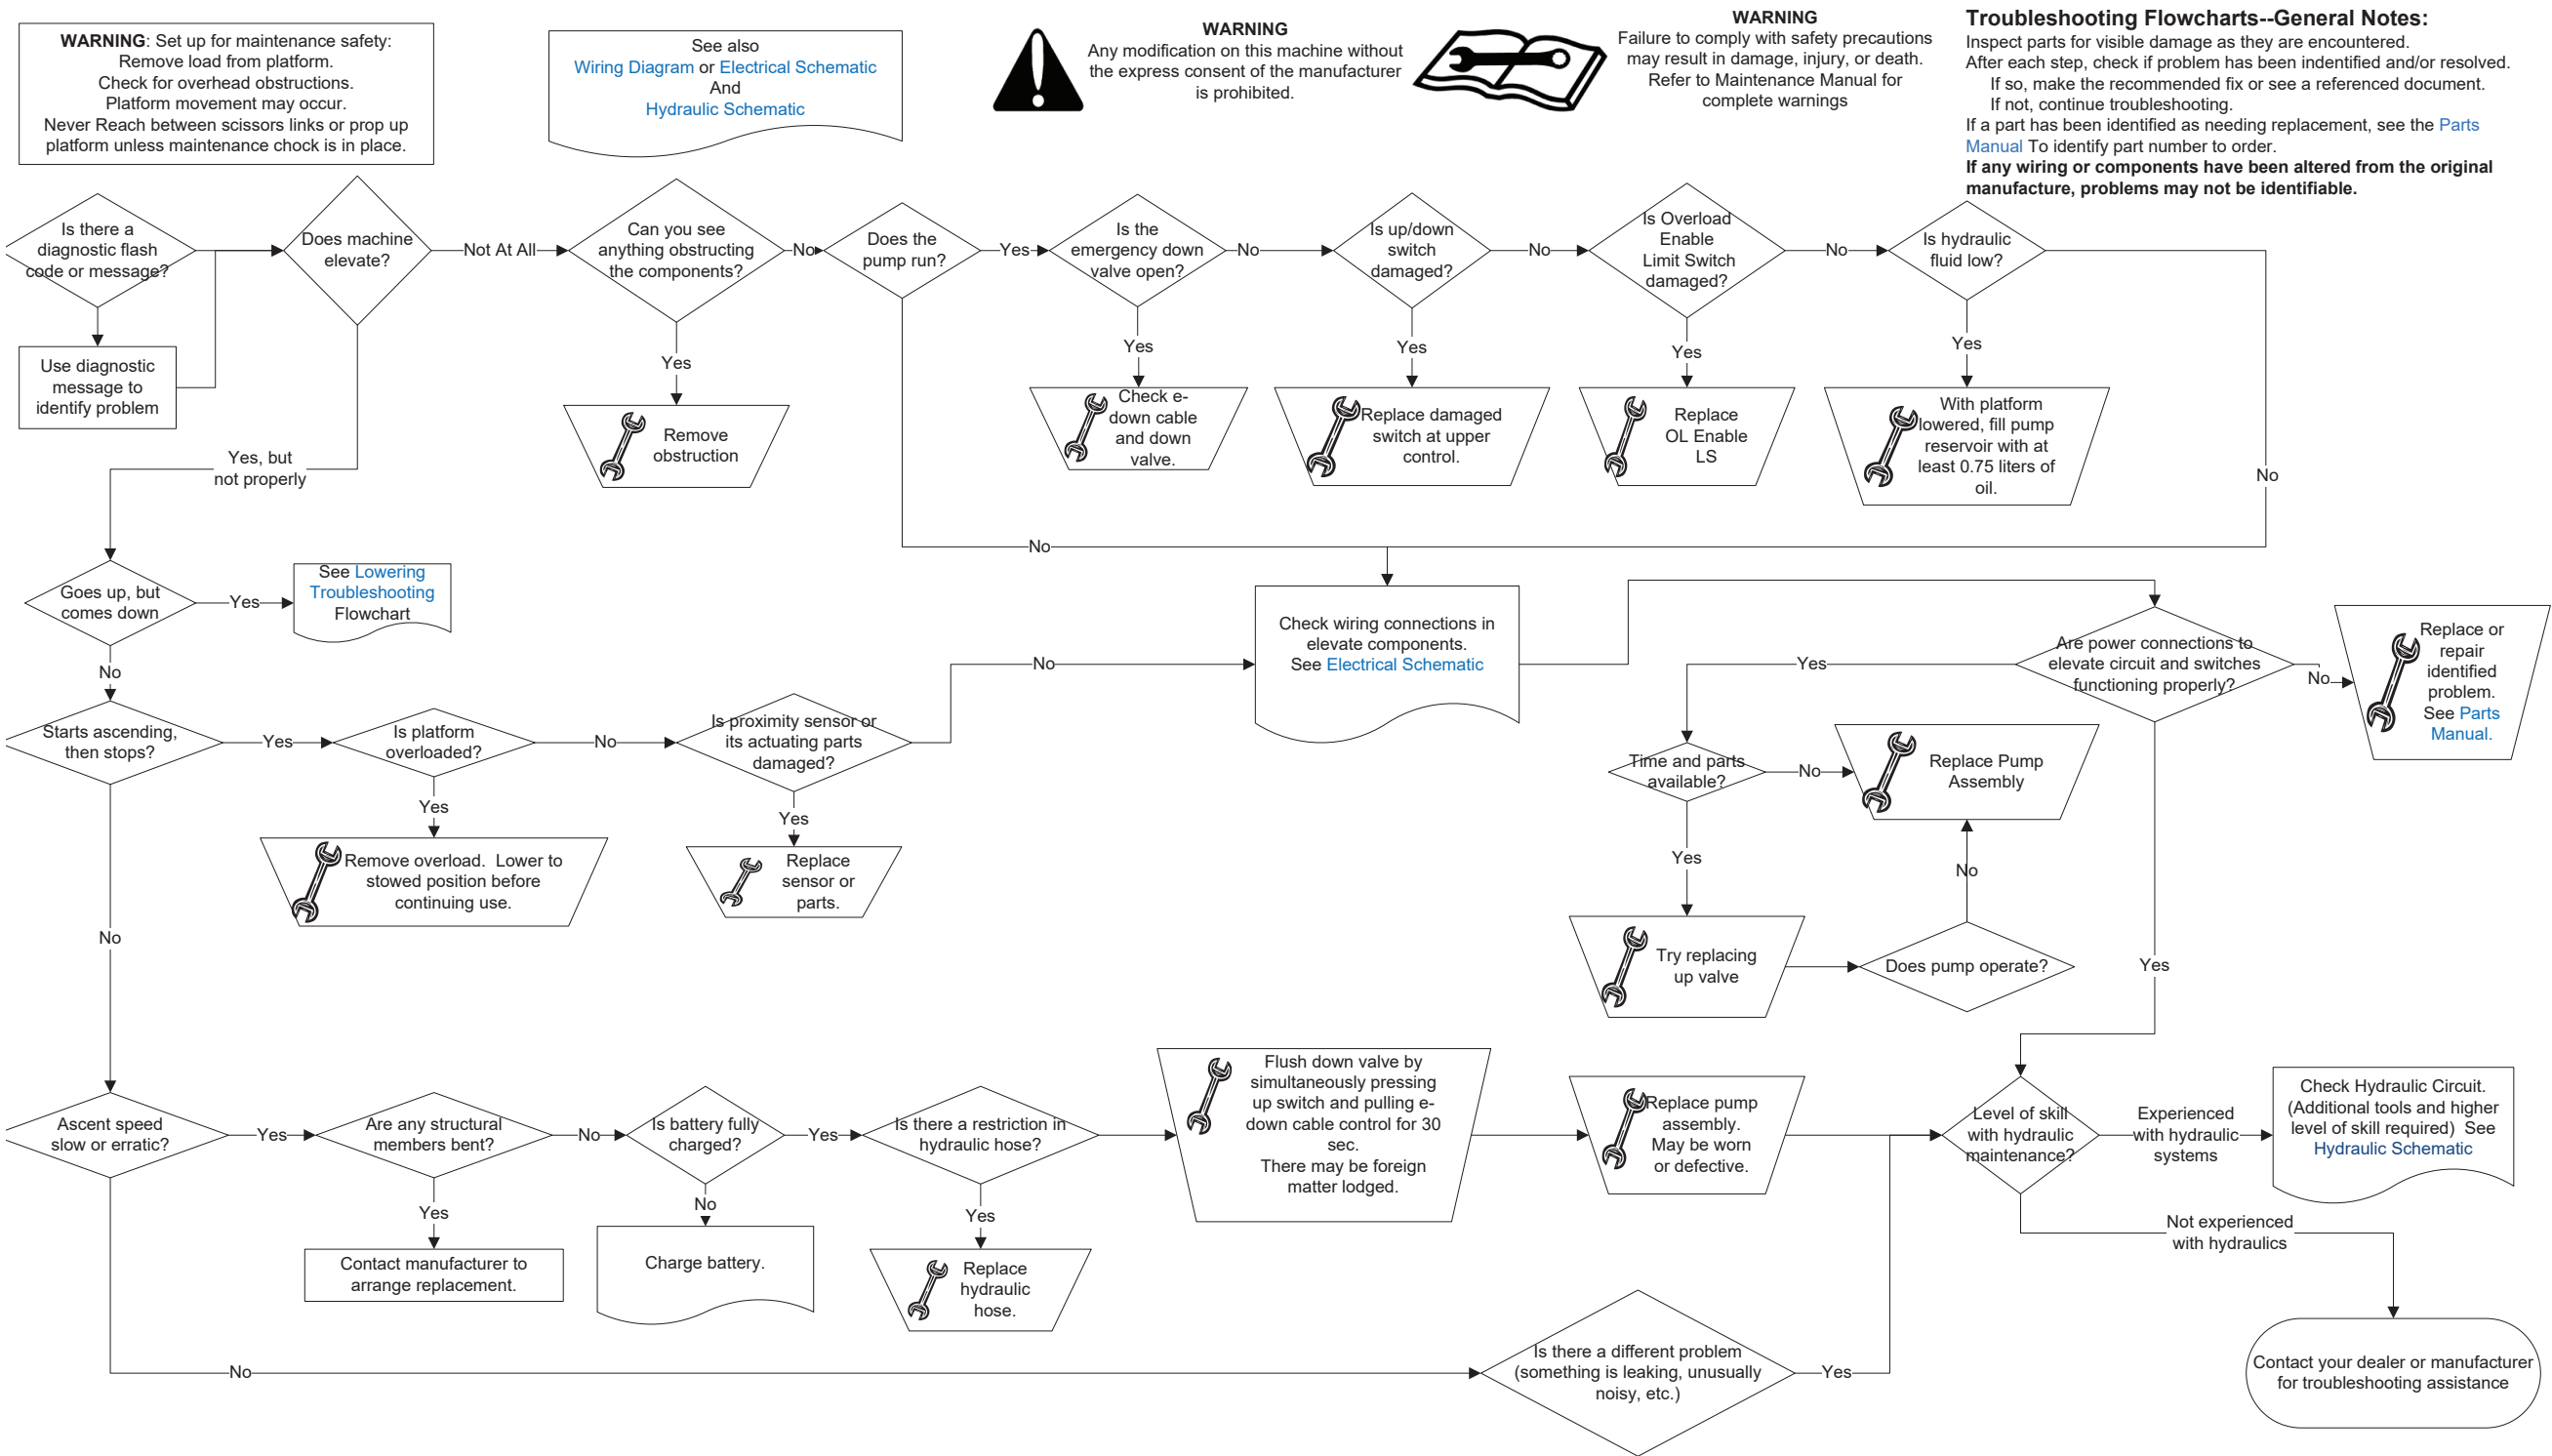 WARNING: Set up for maintenance safety:
Remove load from platform.
Check for overhead obstructions.
Platform movement may occur.
Never Reach between scissors links or prop up
platform unless maintenance chock is in place.
See also
Wiring Diagram or Electrical Schematic
And
Hydraulic Schematic
WARNING
Any modification on this machine without
the express consent of the manufacturer
is prohibited.
WARNING
Failure to comply with safety precautions
may result in damage, injury, or death.
Refer to Maintenance Manual for
complete warnings
Troubleshooting Flowcharts--General Notes:
Inspect parts for visible damage as they are encountered.
After each step, check if problem has been indentified and/or resolved.
If so, make the recommended fix or see a referenced document.
If not, continue troubleshooting.
If a part has been identified as needing replacement, see the Parts
Manual To identify part number to order.
If any wiring or components have been altered from the original
manufacture, problems may not be identifiable.
Is there a
diagnostic flash
code or message?
Use diagnostic
message to
identify problem
Does machine
elevate?
Not At All
Can you see
anything obstructing
the components?
No
Does the
pump run?
Yes
Is the
emergency down
valve open?
No
Is up/down
switch
damaged?
No
Is Overload
Enable
Limit Switch
damaged?
No
Is hydraulic
fluid low?
No
Yes
Remove
obstruction
Yes
Check e-
down cable
and down
valve.
Yes
Replace damaged
switch at upper
control.
Yes
Replace
OL Enable
LS
Yes
With platform
lowered, fill pump
reservoir with at
least 0.75 liters of
oil.
Yes, but
not properly
No
Goes up, but
comes down
Yes
See Lowering
Troubleshooting
Flowchart
No
Starts ascending,
then stops?
Yes
Is platform
overloaded?
No
Is proximity sensor or
its actuating parts
damaged?
No
Check wiring connections in
elevate components.
See Electrical Schematic
Yes
Are power connections to
elevate circuit and switches
functioning properly?
No
Replace or
repair
identified
problem.
See Parts
Manual.
Time and parts
available?
No
Replace Pump
Assembly
Yes
Remove overload. Lower to
stowed position before
continuing use.
Yes
Replace
sensor or
parts.
Yes
No
Try replacing
up valve
Does pump operate?
Yes
No
Ascent speed
slow or erratic?
Yes
Are any structural
members bent?
No
Is battery fully
charged?
Yes
Is there a restriction in
hydraulic hose?
Flush down valve by
simultaneously pressing
up switch and pulling e-
down cable control for 30
sec.
There may be foreign
matter lodged.
Replace pump
assembly.
May be worn
or defective.
Level of skill
with hydraulic
maintenance?
Experienced
with hydraulic
systems
Check Hydraulic Circuit.
(Additional tools and higher
level of skill required) See
Hydraulic Schematic
Yes
Contact manufacturer to
arrange replacement.
No
Charge battery.
Yes
Replace
hydraulic
hose.
Not experienced
with hydraulics
No
Is there a different problem
(something is leaking, unusually
noisy, etc.)
Yes
Contact your dealer or manufacturer
for troubleshooting assistance